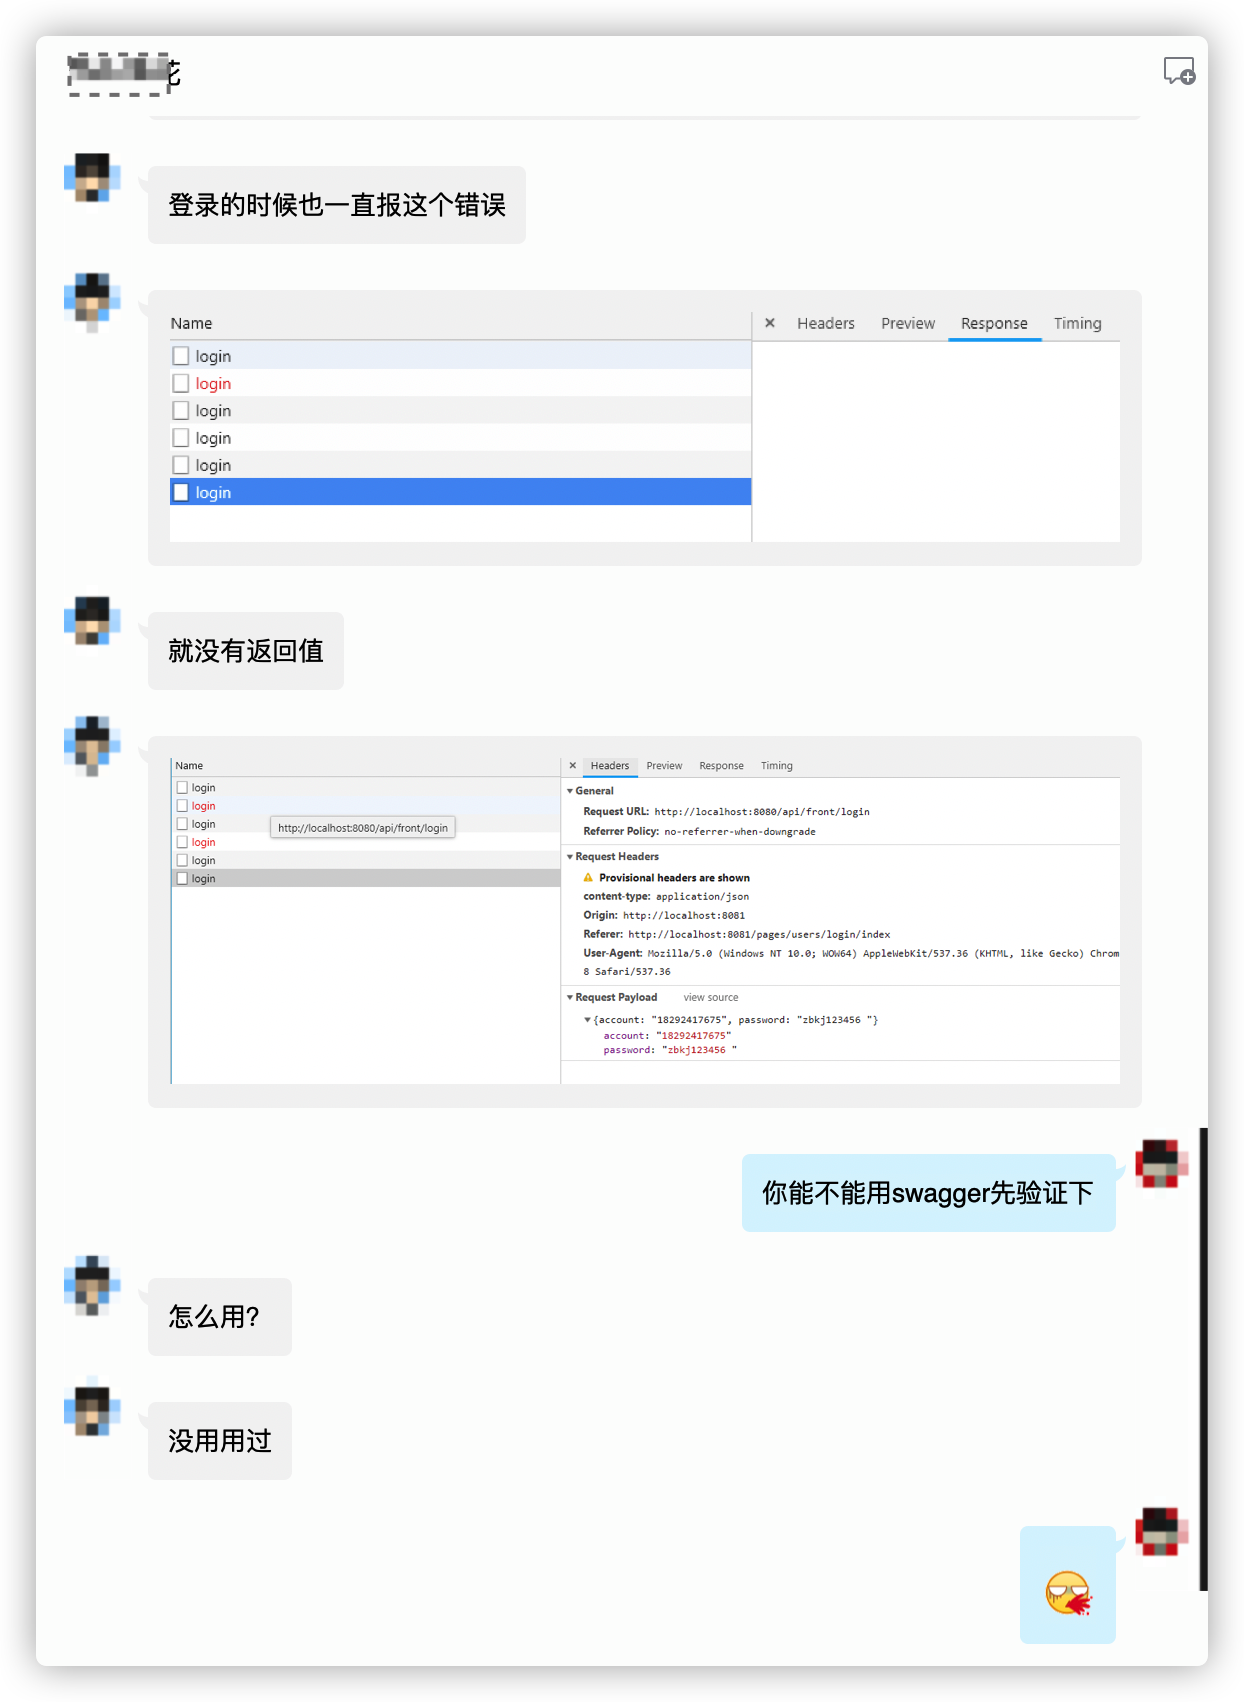 花
登录的时候也一直报这个错误
Name
× Headers Preview Response Timing
login
login
login
login
login
login
就没有返回值
Name
× Headers Preview Response Timing
login
login
login
login
login
login
http://localhost:8080/api/front/login
General
Request URL: http://localhost:8080/api/front/login
Referrer Policy: no-referrer-when-downgrade
Request Headers
Provisional headers are shown
content-type: application/json
Origin: http://localhost:8081
Referer: http://localhost:8081/pages/users/login/index
User-Agent: Mozilla/5.0 (Windows NT 10.0; WOW64) AppleWebKit/537.36 (KHTML, like Gecko) Chrom
8 Safari/537.36
Request Payload view source
{account: "18292417675", password: "zbkj123456 "}
account: "18292417675"
password: "zbkj123456 "
你能不能用swagger先验证下
怎么用?
没用用过